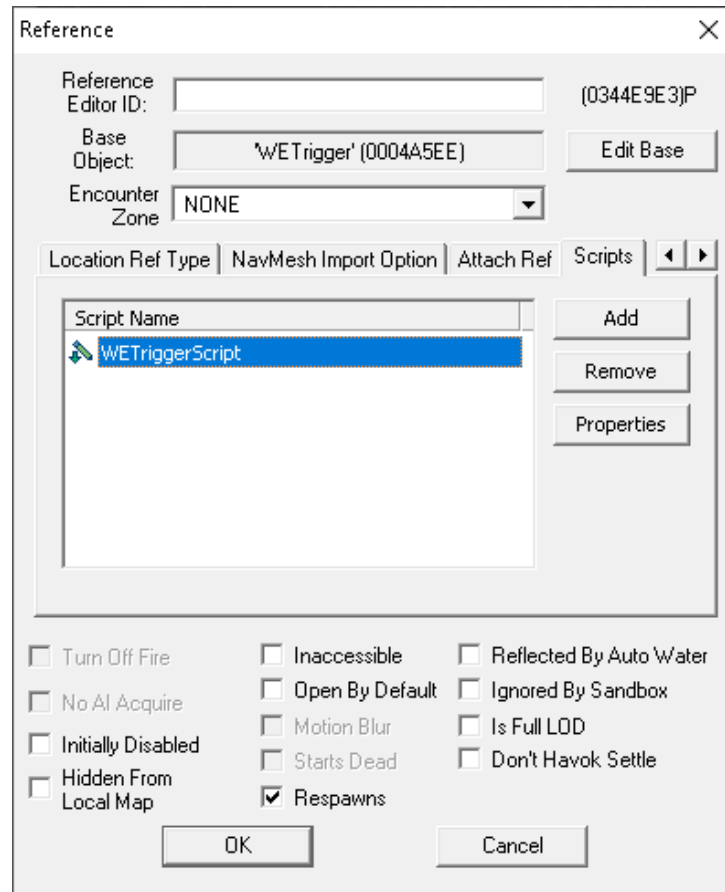 Reference
Reference
Editor ID:
(0344E9E3)P
Base
Object:
'WETrigger' (0004A5EE)
Edit Base
Encounter
Zone
NONE
Location Ref Type
NavMesh Import Option
Attach Ref
Scripts
Script Name
WETriggerScript
Add
Remove
Properties
Turn Off Fire
Inaccessible
Reflected By Auto Water
No AI Acquire
Open By Default
Ignored By Sandbox
Initially Disabled
Motion Blur
Is Full LOD
Hidden From
Local Map
Starts Dead
Don't Havok Settle
Respawns
OK
Cancel